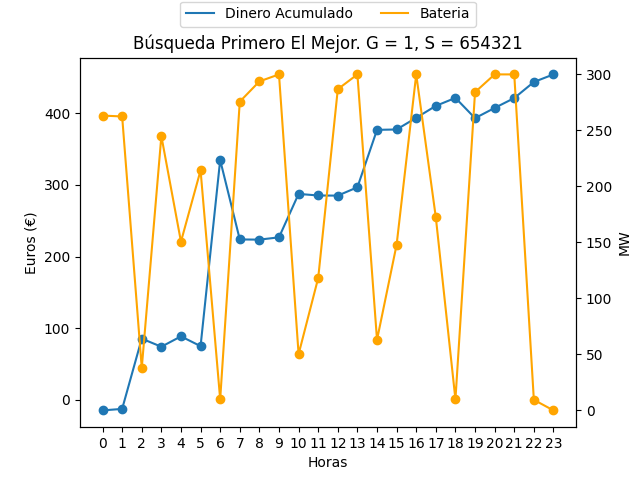 Dinero Acumulado Bateria
Búsqueda Primero El Mejor. G = 1, S = 654321
400
300
200
100
0
Euros (€)
300
250
200
150
100
50
0
MW
0 1 2 3 4 5 6 7 8 9 10 11 12 13 14 15 16 17 18 19 20 21 22 23
Horas